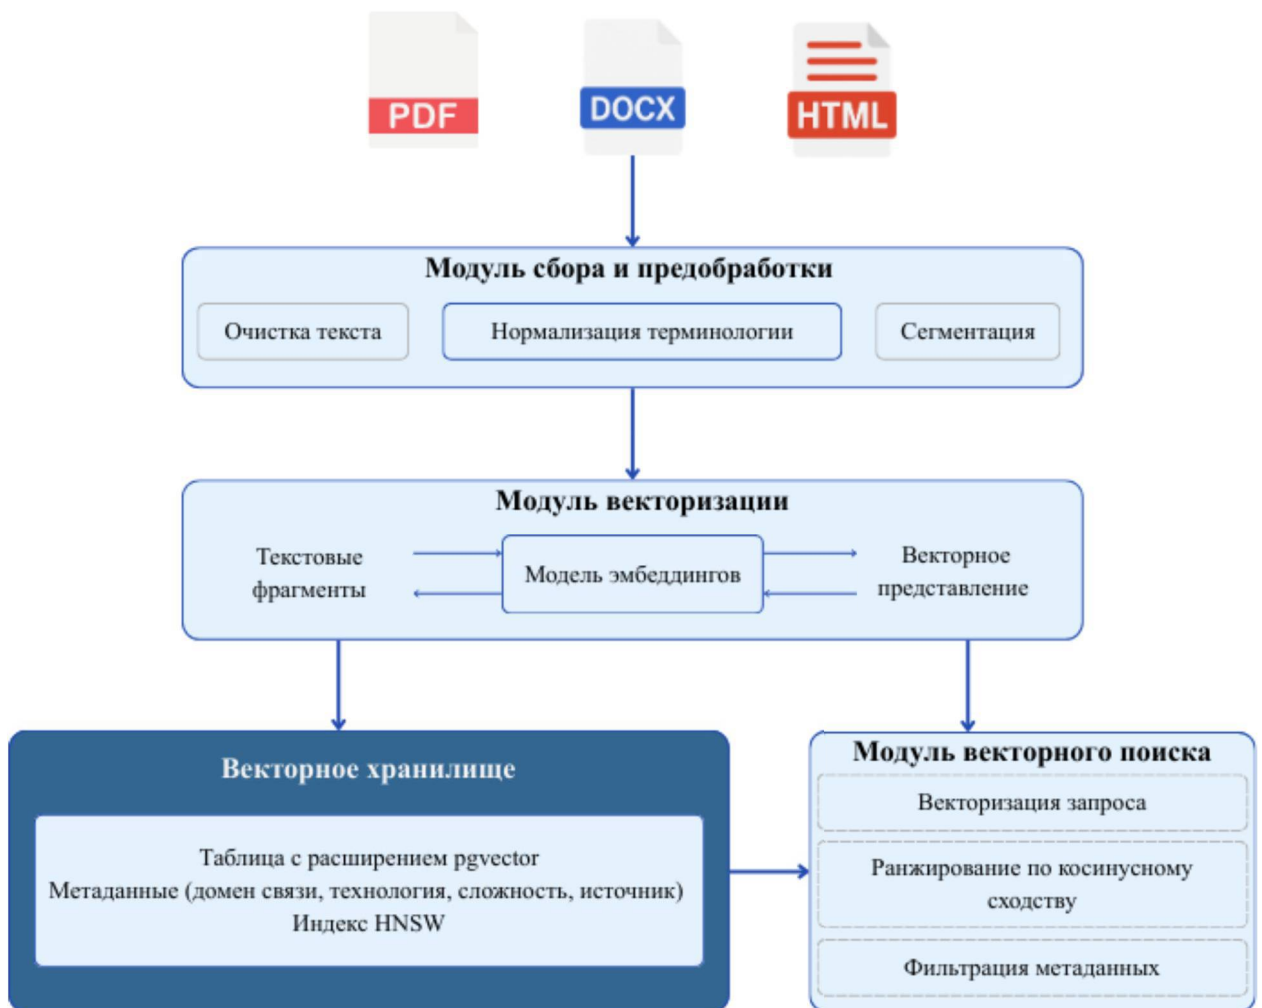 PDF
DOCX
HTML
Модуль сбора и предобработки
Очистка текста
Нормализация терминологии
Сегментация
Модуль векторизации
Текстовые
фрагменты
Модель эмбеддингов
Векторное
представление
Векторное хранилище
Таблица с расширением pgvector
Метаданные (домен связи, технология, сложность, источник)
Индекс HNSW
Модуль векторного поиска
Векторизация запроса
Ранжирование по косинусному
сходству
Фильтрация метаданных